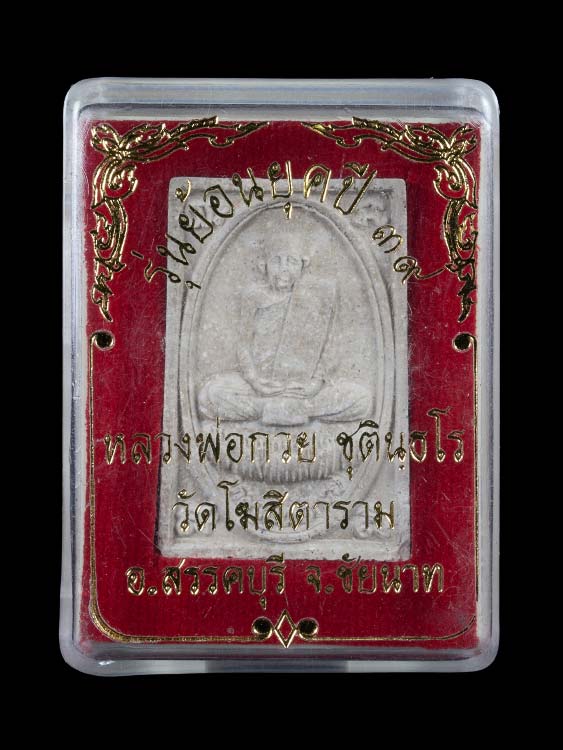 รุ่นย้อนยุคปี ๓๙
หลวงพ่อกวย ชุตินฺธโร
วัดโฆสิตาราม
อ.สรรคบุรี จ.ชัยนาท